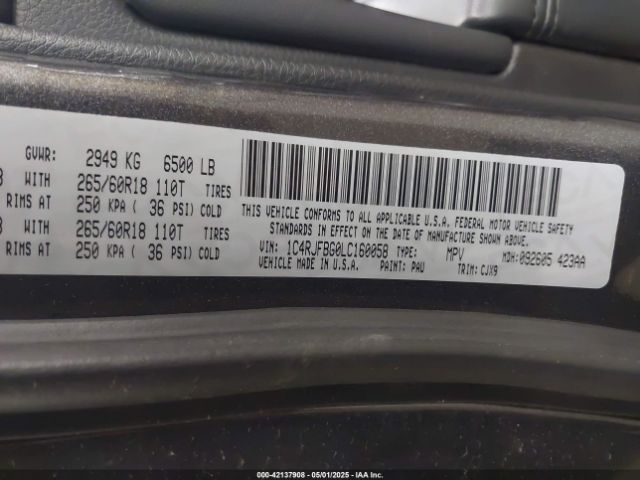 GVWR: 2949 KG 6500 LB
WITH 265/60R18 110T TIRES
RIMS AT 250 KPA ( 36 PSI) COLD
WITH 265/60R18 110T TIRES
RIMS AT 250 KPA ( 36 PSI) COLD
THIS VEHICLE CONFORMS TO ALL APPLICABLE U.S.A. FEDERAL MOTOR VEHICLE SAFETY
STANDARDS IN EFFECT ON THE DATE OF MANUFACTURE SHOWN ABOVE.
VIN: 1C4RJFBG0LC160058 TYPE: MPV MDH: 092605 423AA
VEHICLE MADE IN U.S.A. PAINT: PAU TRIM: CJX9
000-42137908 - 05/01/2025 - IAA Inc.